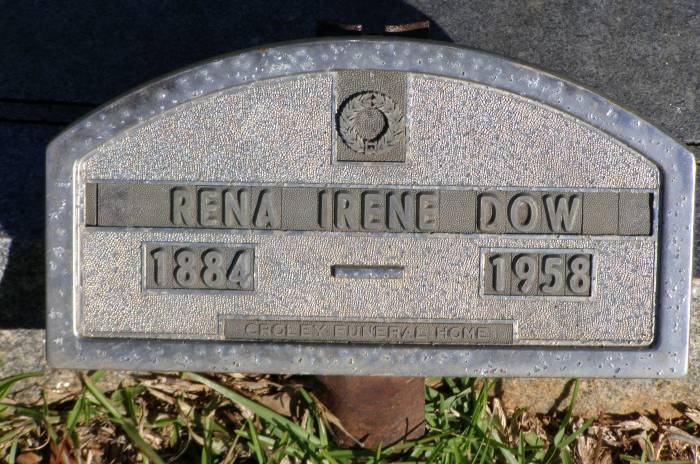 RENA IRENE DOW
1884 — 1958
CROLEY FUNERAL HOME